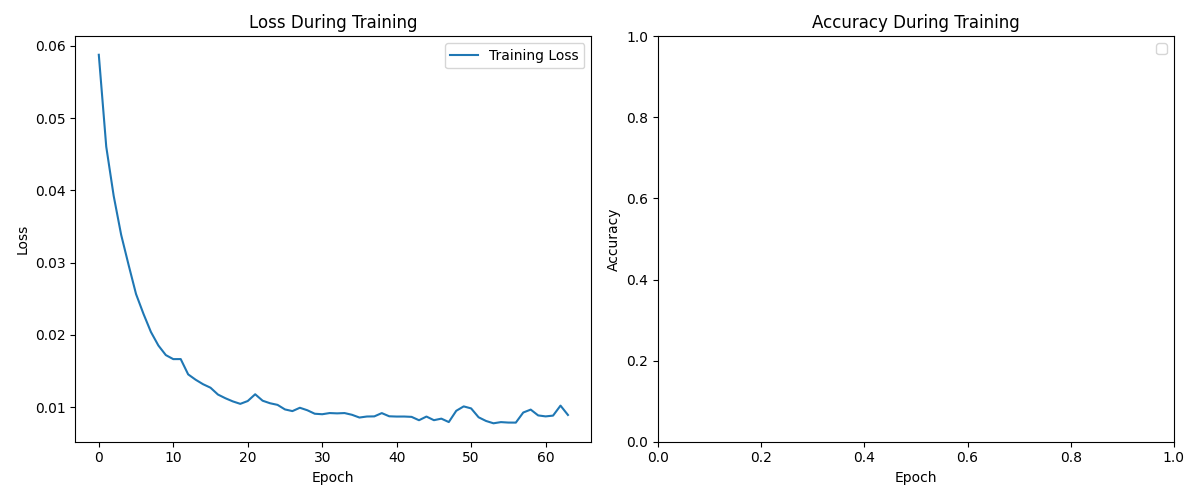 Loss During Training
Accuracy During Training
0.06
0.05
0.04
0.03
0.02
0.01
Loss
Training Loss
0 10 20 30 40 50 60
Epoch
1.0
0.8
0.6
0.4
0.2
0.0
Accuracy
0.0 0.2 0.4 0.6 0.8 1.0
Epoch